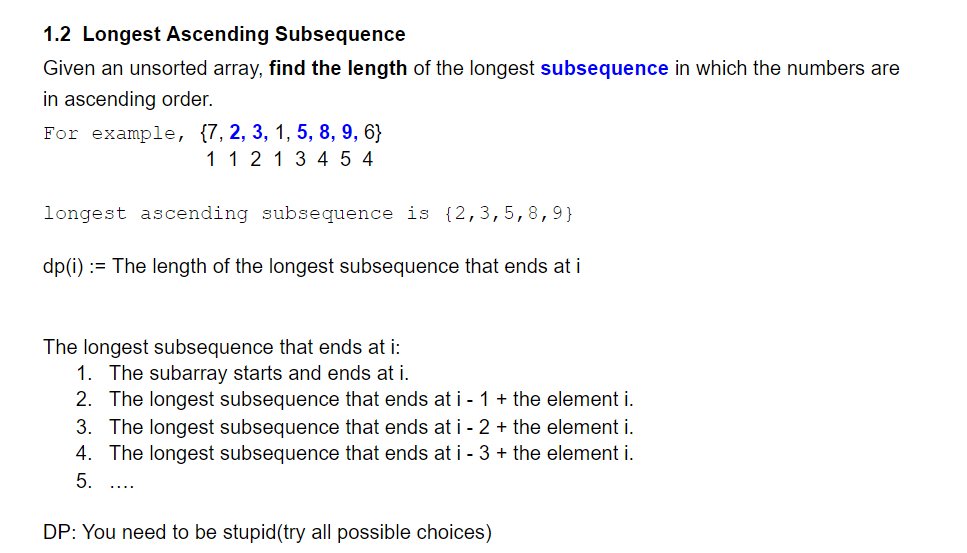 1.2 Longest Ascending Subsequence
Given an unsorted array, find the length of the longest subsequence in which the numbers are
in ascending order.
For example, {7, 2, 3, 1, 5, 8, 9, 6}
1 1 2 1 3 4 5 4
longest ascending subsequence is {2,3,5,8,9}
dp(i) := The length of the longest subsequence that ends at i
The longest subsequence that ends at i:
1. The subarray starts and ends at i.
2. The longest subsequence that ends at i - 1 + the element i.
3. The longest subsequence that ends at i - 2 + the element i.
4. The longest subsequence that ends at i - 3 + the element i.
5. ....
DP: You need to be stupid(try all possible choices)